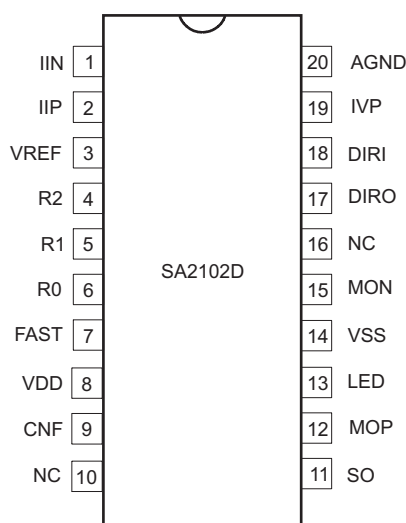 IIN 1 20 AGND
IIP 2 19 IVP
VREF 3 18 DIRI
R2 4 17 DIRO
R1 5 16 NC
SA2102D
R0 6 15 MON
FAST 7 14 VSS
VDD 8 13 LED
CNF 9 12 MOP
NC 10 11 SO